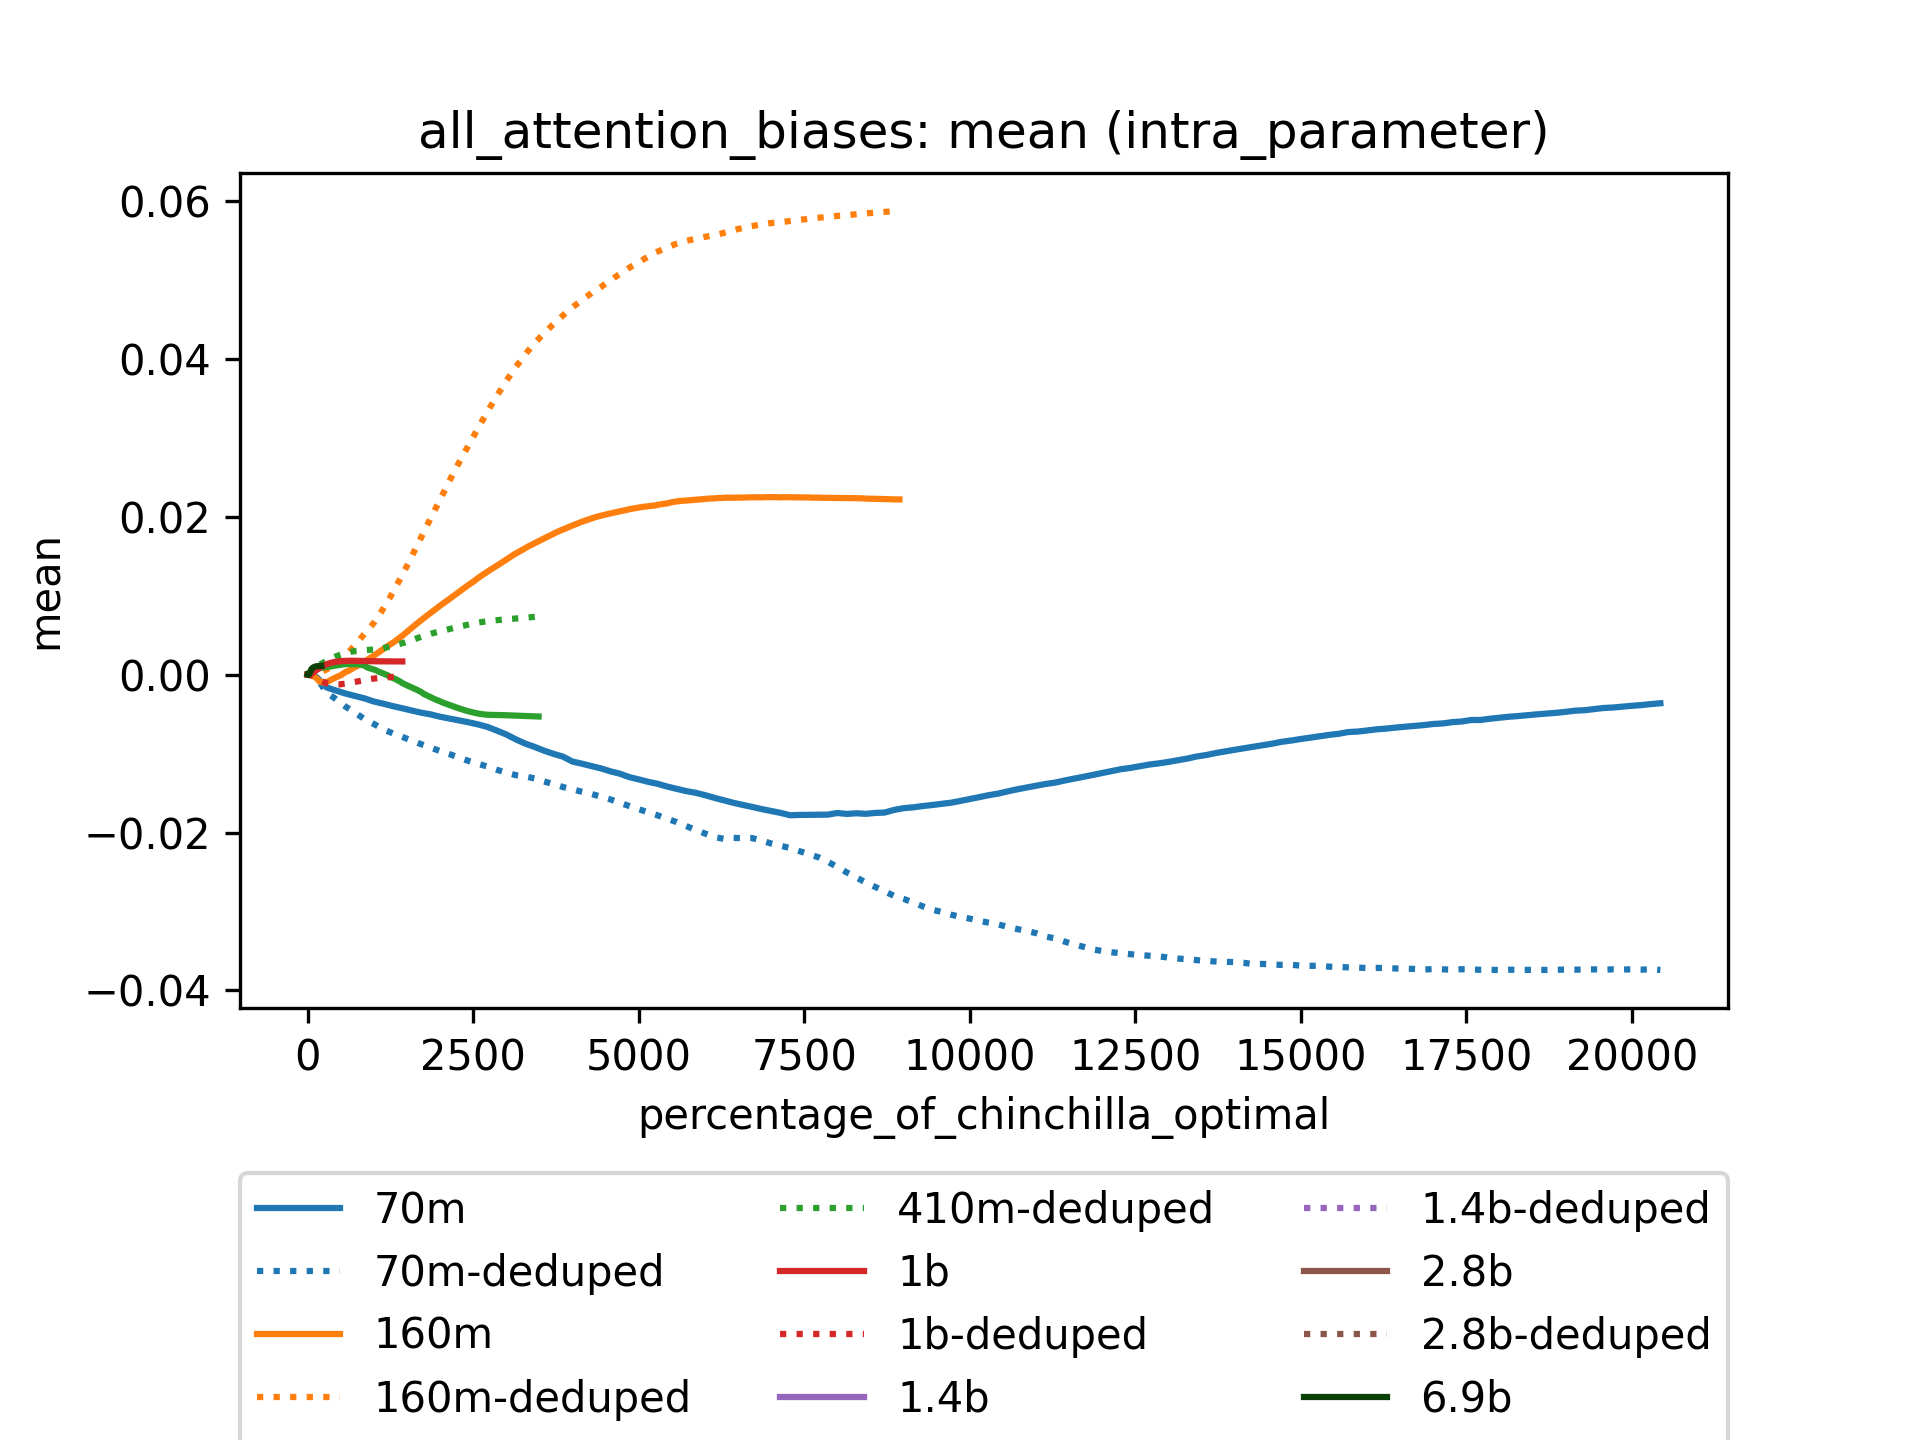 all_attention_biases: mean (intra_parameter)
0.06
0.04
0.02
0.00
−0.02
−0.04
mean
0 2500 5000 7500 10000 12500 15000 17500 20000
percentage_of_chinchilla_optimal
70m 410m-deduped 1.4b-deduped
70m-deduped 1b 2.8b
160m 1b-deduped 2.8b-deduped
160m-deduped 1.4b 6.9b